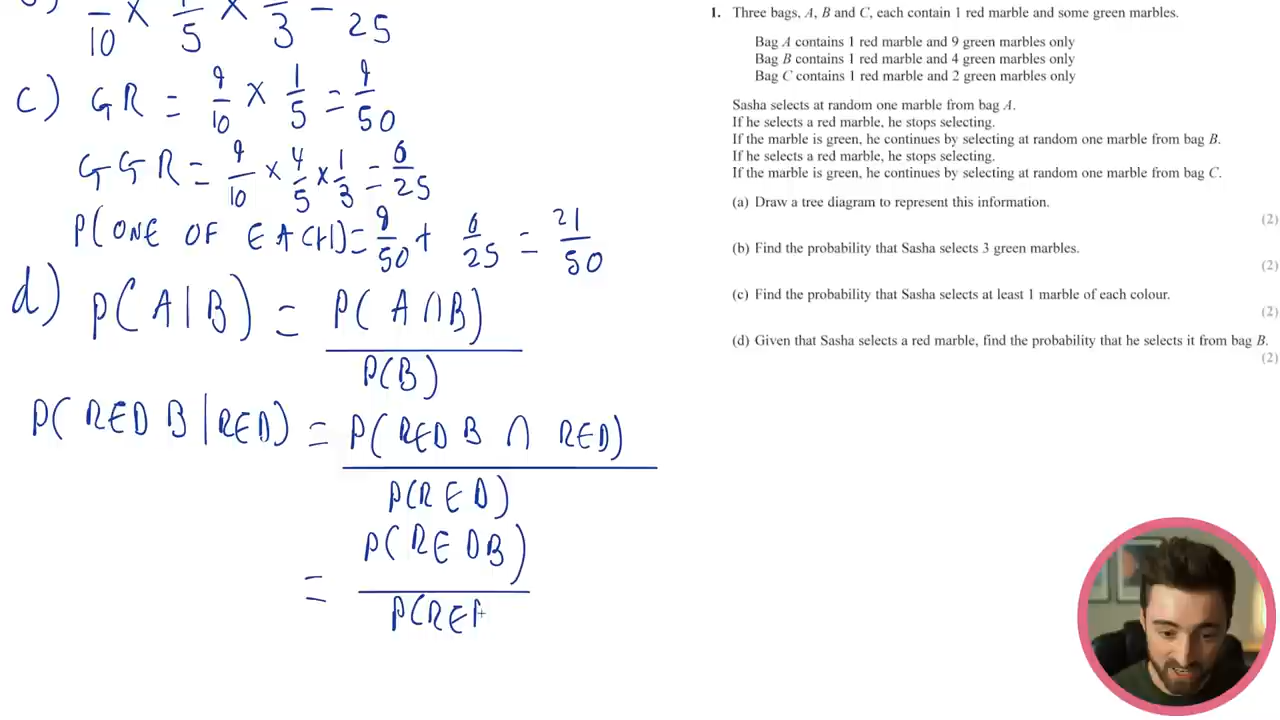 10 × 5 × 3 = 25
c) GR = 9/10 × 1/5 = 9/50
GGR = 9/10 × 4/5 × 1/3 = 6/25
P(ONE OF EACH) = 9/50 + 6/25 = 21/50
d) P(A|B) = P(A∩B)
P(B)
P(RED B|RED) = P(RED B ∩ RED)
P(RED)
= P(RED B)
P(RE
1. Three bags, A, B and C, each contain 1 red marble and some green marbles.
Bag A contains 1 red marble and 9 green marbles only
Bag B contains 1 red marble and 4 green marbles only
Bag C contains 1 red marble and 2 green marbles only
Sasha selects at random one marble from bag A.
If he selects a red marble, he stops selecting.
If the marble is green, he continues by selecting at random one marble from bag B.
If he selects a red marble, he stops selecting.
If the marble is green, he continues by selecting at random one marble from bag C.
(a) Draw a tree diagram to represent this information.
(2)
(b) Find the probability that Sasha selects 3 green marbles.
(2)
(c) Find the probability that Sasha selects at least 1 marble of each colour.
(2)
(d) Given that Sasha selects a red marble, find the probability that he selects it from bag B.
(2)